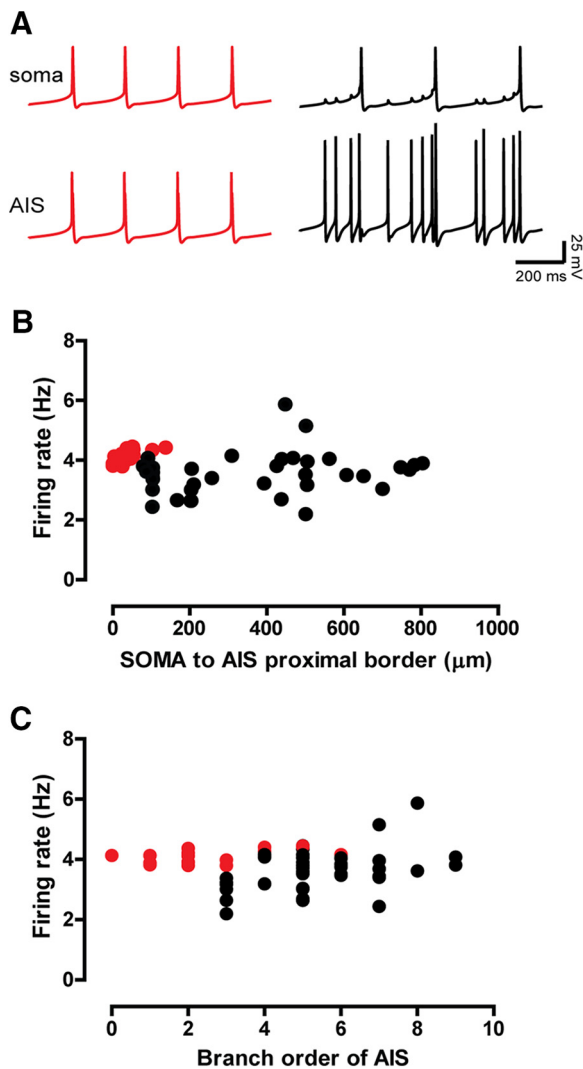 A
soma
AIS
25 mV
200 ms
B
8
6
4
2
0
Firing rate (Hz)
0 200 400 600 800 1000
SOMA to AIS proximal border (μm)
C
8
6
4
2
0
Firing rate (Hz)
0 2 4 6 8 10
Branch order of AIS